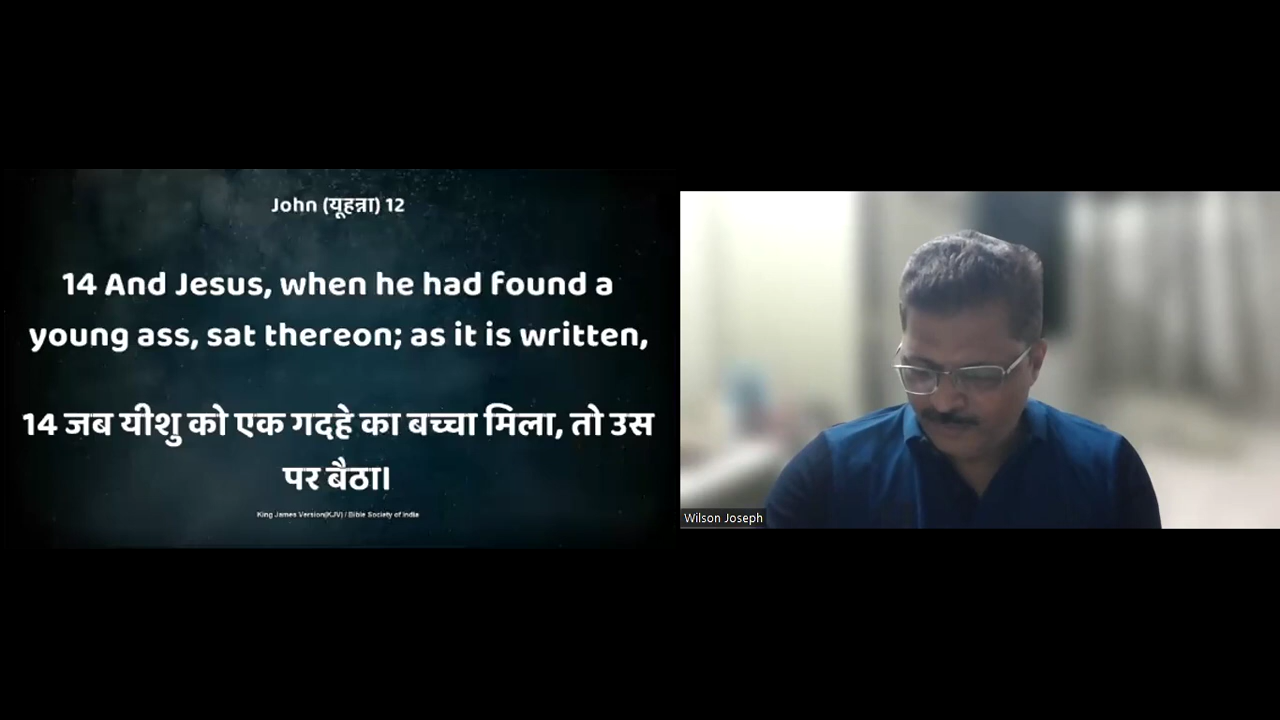 John (यूहन्ना) 12
14 And Jesus, when he had found a
young ass, sat thereon; as it is written,
14 जब यीशु को एक गदहे का बच्चा मिला, तो उस
पर बैठा।
King James Version(KJV) / Bible Society of India
Wilson Joseph